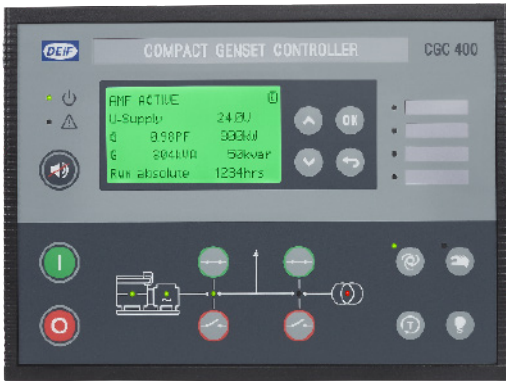 DEIF
COMPACT GENSET CONTROLLER
CGC 400
AMF ACTIVE
U-Supply 24.0V
G 0.98PF 300kW
G 304kVA 50kvar
Run absolute 1234hrs
OK